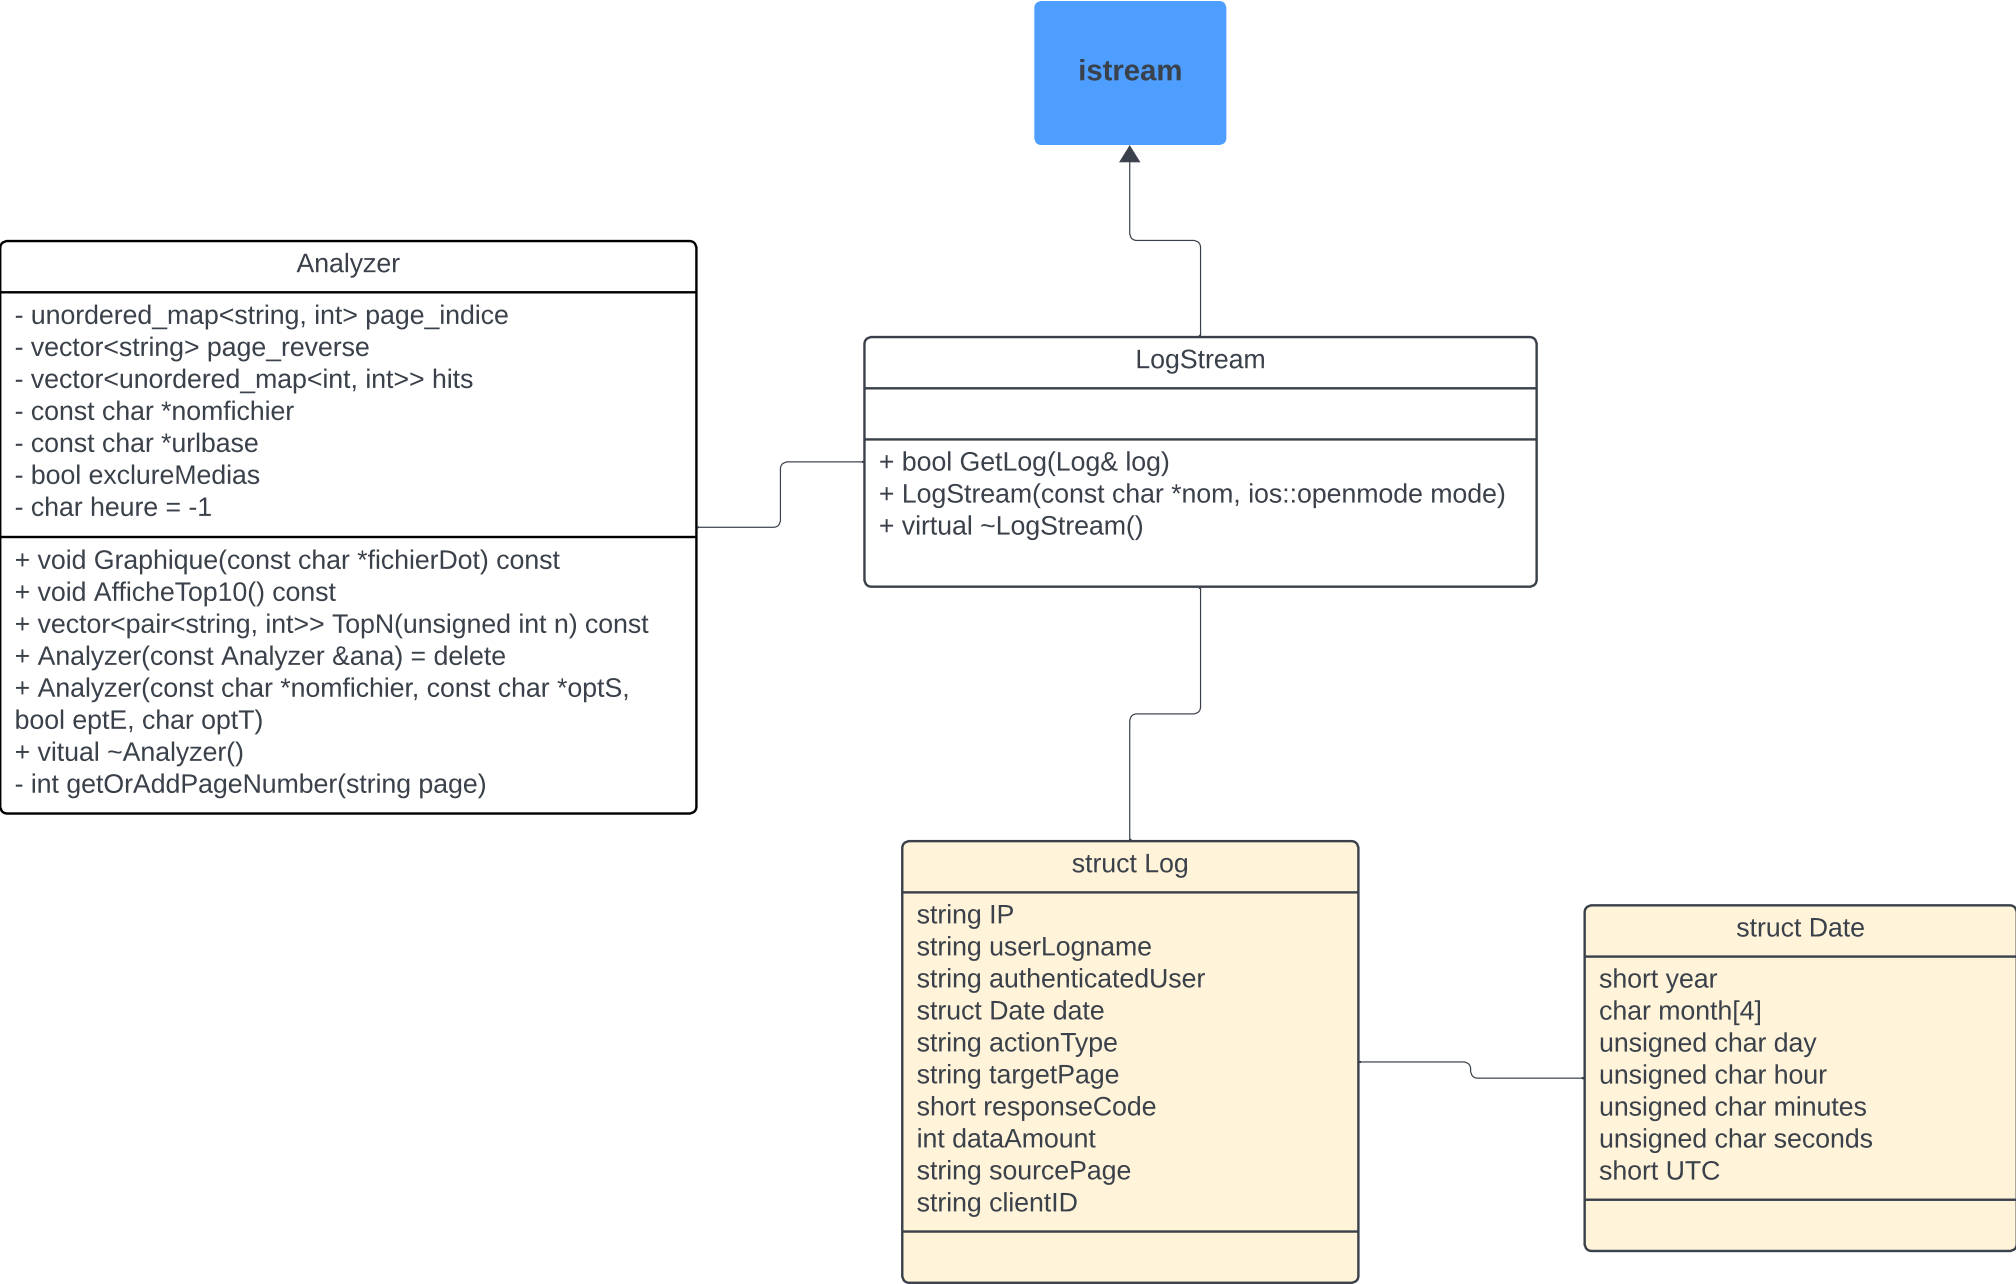 istream
Analyzer
- unordered_map<string, int> page_indice
- vector<string> page_reverse
- vector<unordered_map<int, int>> hits
- const char *nomfichier
- const char *urlbase
- bool exclureMedias
- char heure = -1
+ void Graphique(const char *fichierDot) const
+ void AfficheTop10() const
+ vector<pair<string, int>> TopN(unsigned int n) const
+ Analyzer(const Analyzer &ana) = delete
+ Analyzer(const char *nomfichier, const char *optS,
bool eptE, char optT)
+ vitual ~Analyzer()
- int getOrAddPageNumber(string page)
LogStream
+ bool GetLog(Log& log)
+ LogStream(const char *nom, ios::openmode mode)
+ virtual ~LogStream()
struct Log
string IP
string userLogname
string authenticatedUser
struct Date date
string actionType
string targetPage
short responseCode
int dataAmount
string sourcePage
string clientID
struct Date
short year
char month[4]
unsigned char day
unsigned char hour
unsigned char minutes
unsigned char seconds
short UTC